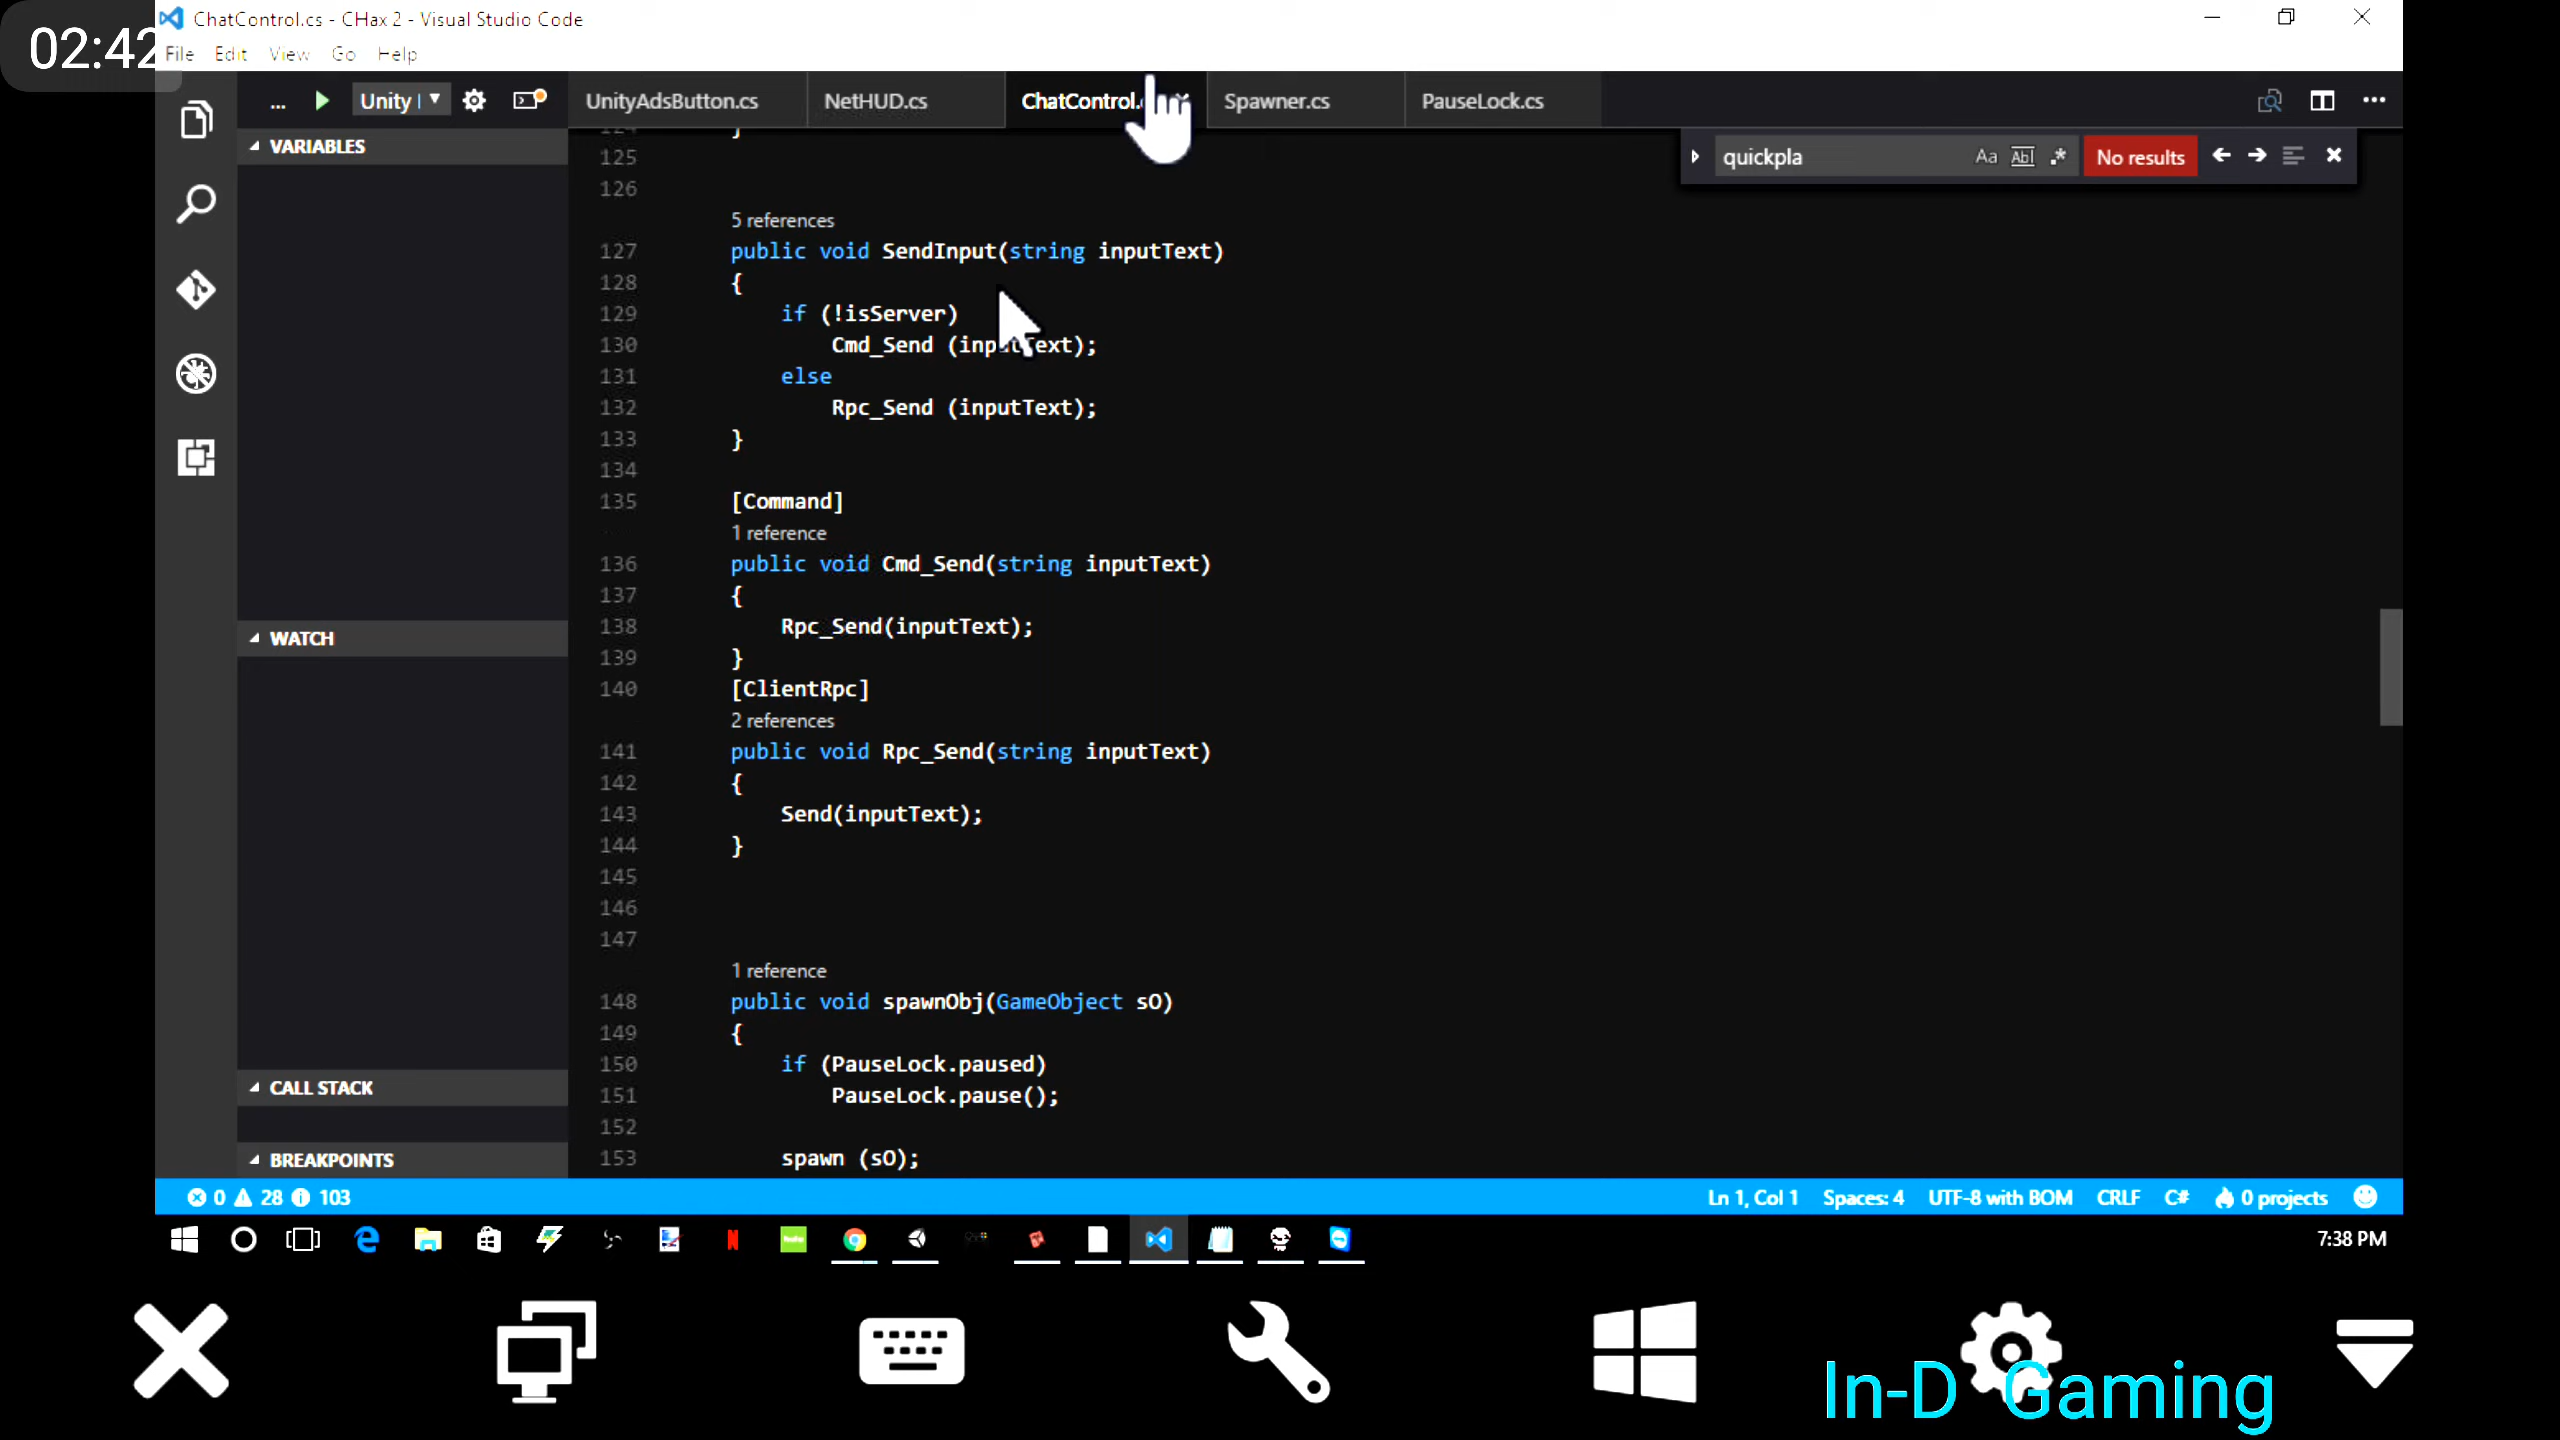 ChatControl.cs - CHax 2 - Visual Studio Code
02:42
File Edit View Go Help
... Unity UnityAdsButton.cs NetHUD.cs ChatControl. Spawner.cs PauseLock.cs ...
VARIABLES
quickpla Aa Abl .* No results
124 }
125
126
5 references
127 public void SendInput(string inputText)
128 {
129 if (!isServer)
130 Cmd_Send (inputText);
131 else
132 Rpc_Send (inputText);
133 }
134
135 [Command]
1 reference
136 public void Cmd_Send(string inputText)
137 {
138 Rpc_Send(inputText);
139 }
140 [ClientRpc]
2 references
141 public void Rpc_Send(string inputText)
142 {
143 Send(inputText);
144 }
145
146
147
1 reference
148 public void spawnObj(GameObject sO)
149 {
150 if (PauseLock.paused)
151 PauseLock.pause();
152
153 spawn (sO);
WATCH
CALL STACK
BREAKPOINTS
0 28 103 Ln 1, Col 1 Spaces: 4 UTF-8 with BOM CRLF C# 0 projects
7:38 PM
In-D Gaming